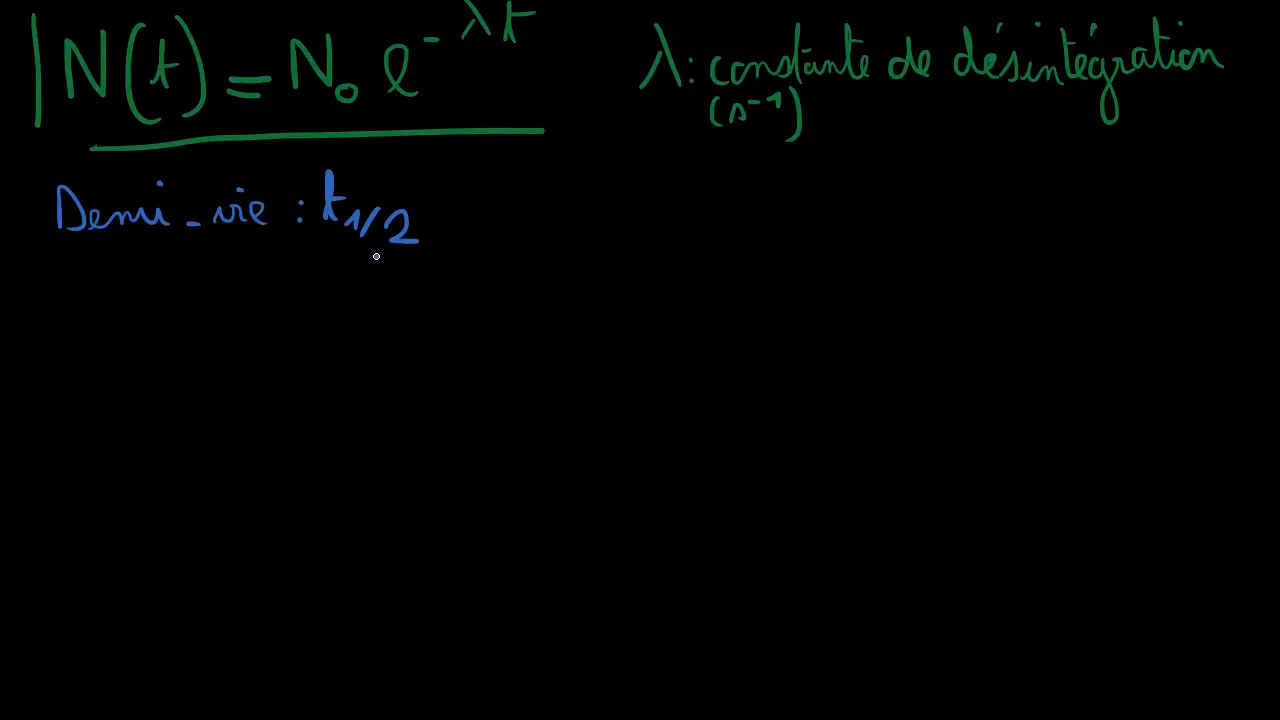 N(t) = N₀ e^{-λt}
λ : constante de désintégration
(s⁻¹)
Demi-vie : t₁/₂